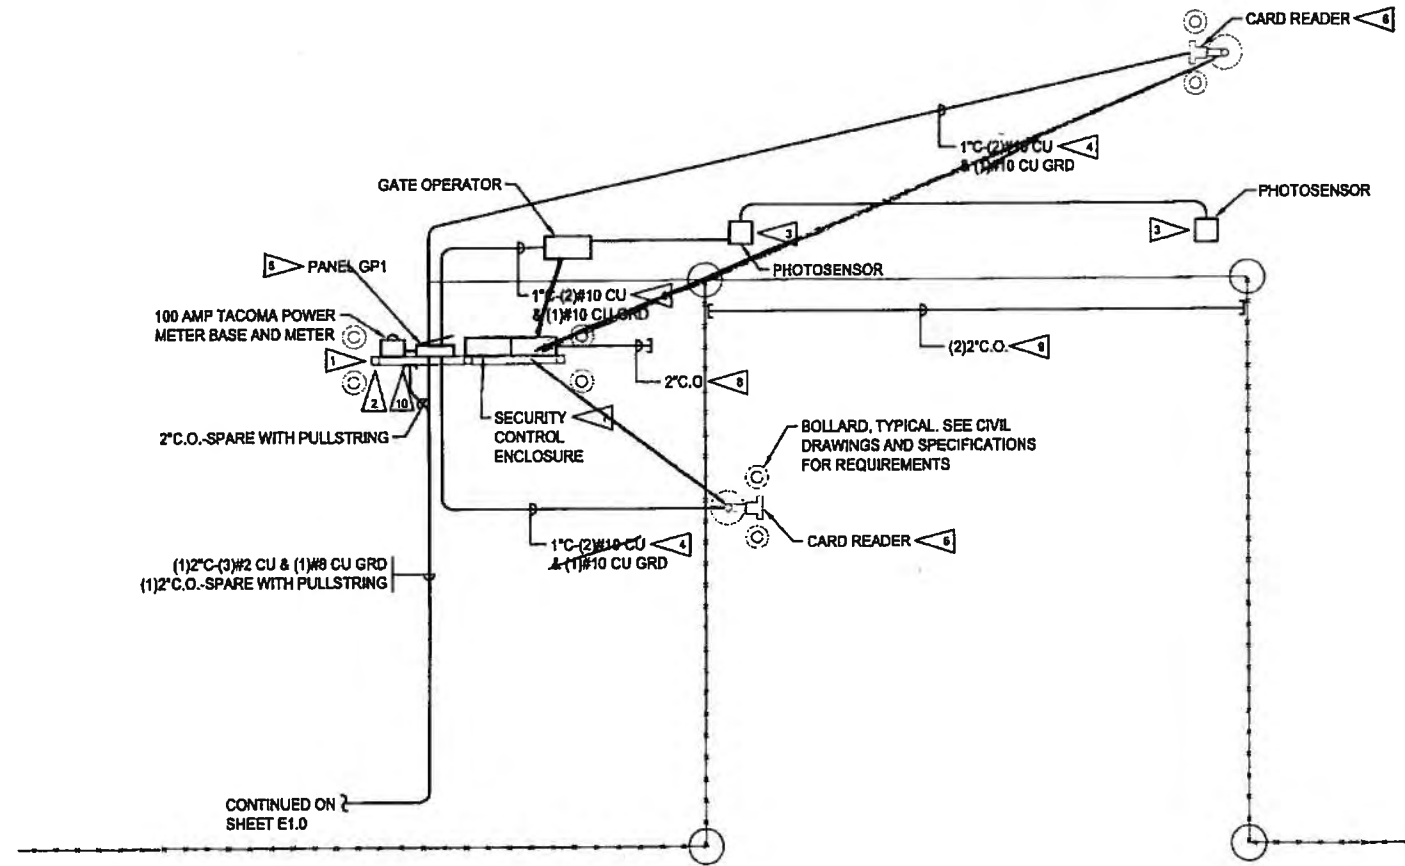 CARD READER 6
1"C-(2)#10 CU 4
& (1)#10 CU GRD
GATE OPERATOR
PHOTOSENSOR
3
3
PHOTOSENSOR
5 PANEL GP1
1"C-(2)#10 CU
& (1)#10 CU GRD
100 AMP TACOMA POWER
METER BASE AND METER
1
(2)2"C.O. 9
2"C.O 8
2 10
2"C.O.-SPARE WITH PULLSTRING
SECURITY
CONTROL
ENCLOSURE
BOLLARD, TYPICAL. SEE CIVIL
DRAWINGS AND SPECIFICATIONS
FOR REQUIREMENTS
1"C-(2)#10 CU 4
& (1)#10 CU GRD
CARD READER 6
(1)2"C-(3)#2 CU & (1)#8 CU GRD
(1)2"C.O.-SPARE WITH PULLSTRING
CONTINUED ON
SHEET E1.0